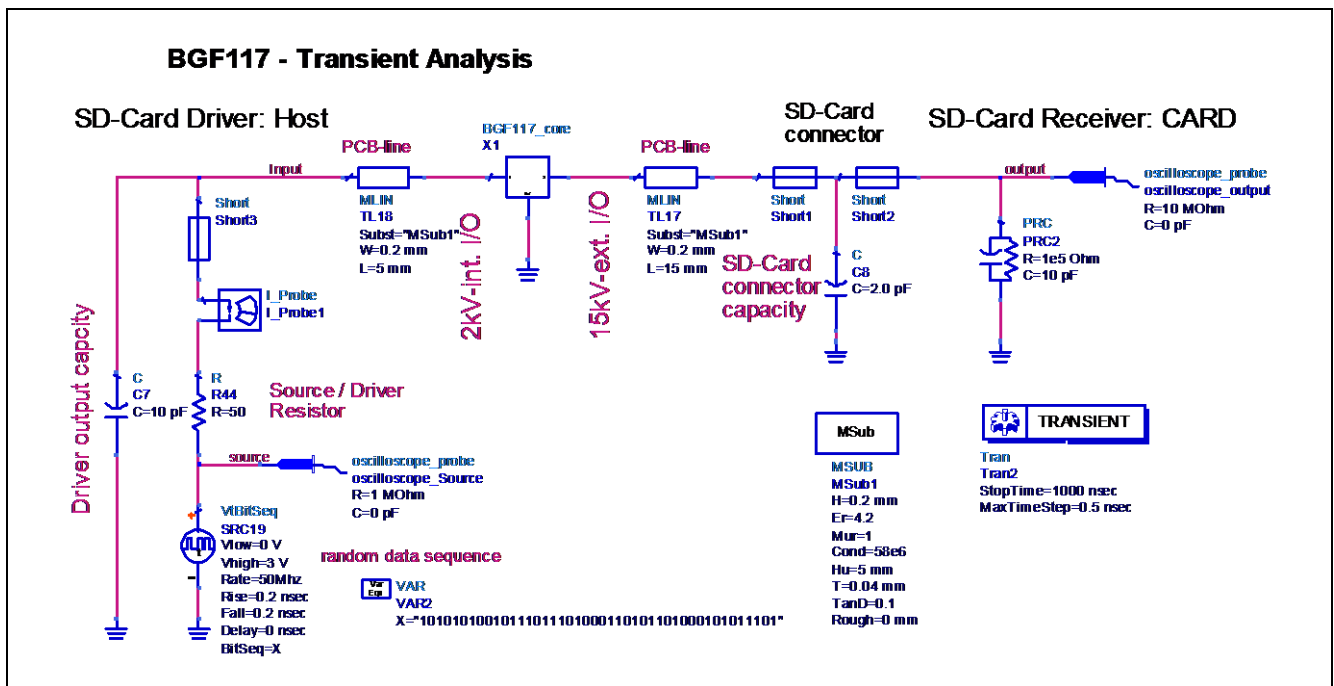 BGF117 - Transient Analysis
SD-Card Driver: Host
SD-Card
connector
SD-Card Receiver: CARD
Input
PCB-line
MLIN
TL18
Subst="MSub1"
W=0.2 mm
L=5 mm
BGF117_core
X1
2kV-int. I/O
15kV-ext. I/O
PCB-line
MLIN
TL17
Subst="MSub1"
W=0.2 mm
L=15 mm
Short
Short1
Short
Short2
SD-Card
connector
capacity
C
C8
C=2.0 pF
output
oscilloscope_probe
oscilloscope_output
R=10 MOhm
C=0 pF
PRC
PRC2
R=1e5 Ohm
C=10 pF
Short
Short3
I_Probe
I_Probe1
Driver output capcity
C
C7
C=10 pF
R
R44
R=50
Source / Driver
Resistor
source
oscilloscope_probe
oscilloscope_Source
R=1 MOhm
C=0 pF
VtBitSeq
SRC19
Vlow=0 V
Vhigh=3 V
Rate=50Mhz
Rise=0.2 nsec
Fall=0.2 nsec
Delay=0 nsec
BitSeq=X
random data sequence
Var
Eqn
VAR
VAR2
MSub
MSUB
MSub1
H=0.2 mm
Er=4.2
Mur=1
Cond=58e6
Hu=5 mm
T=0.04 mm
TanD=0.1
Rough=0 mm
TRANSIENT
Tran
Tran2
StopTime=1000 nsec
MaxTimeStep=0.5 nsec